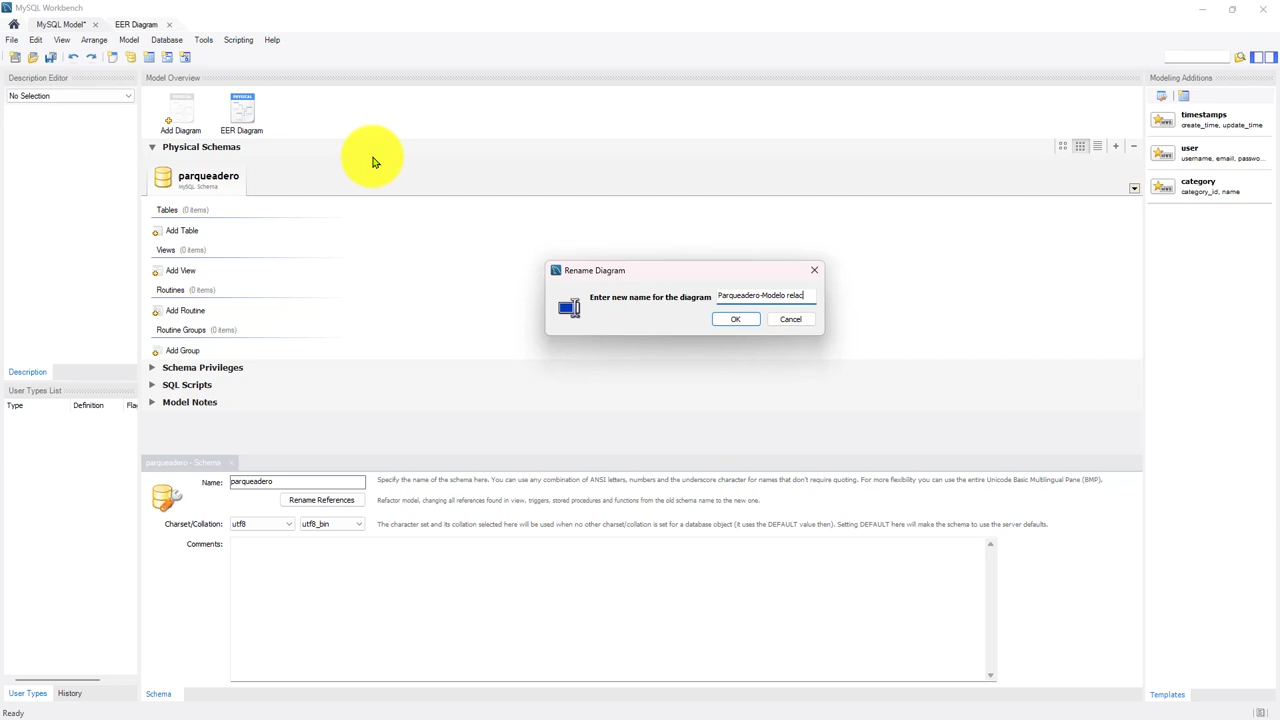 MySQL Workbench
MySQL Model*
EER Diagram
File Edit View Arrange Model Database Tools Scripting Help
Description Editor
No Selection
Description
User Types List
Type Definition Fla
User Types History
Ready
Model Overview
Add Diagram
EER Diagram
Physical Schemas
parqueadero
MySQL Schema
Tables (0 items)
Add Table
Views (0 items)
Add View
Routines (0 items)
Add Routine
Routine Groups (0 items)
Add Group
Schema Privileges
SQL Scripts
Model Notes
Rename Diagram
Enter new name for the diagram Parqueadero-Modelo relac
OK Cancel
parqueadero - Schema
Name: parqueadero Specify the name of the schema here. You can use any combination of ANSI letters, numbers and the underscore character for names that don't require quoting. For more flexibility you can use the entire Unicode Basic Multilingual Pane (BMP).
Rename References Refactor model, changing all references found in view, triggers, stored procedures and functions from the old schema name to the new one.
Charset/Collation: utf8 utf8_bin The character set and its collation selected here will be used when no other charset/collation is set for a database object (it uses the DEFAULT value then). Setting DEFAULT here will make the schema to use the server defaults.
Comments:
Schema
Modeling Additions
timestamps
create_time, update_time
user
username, email, passwo...
category
category_id, name
Templates